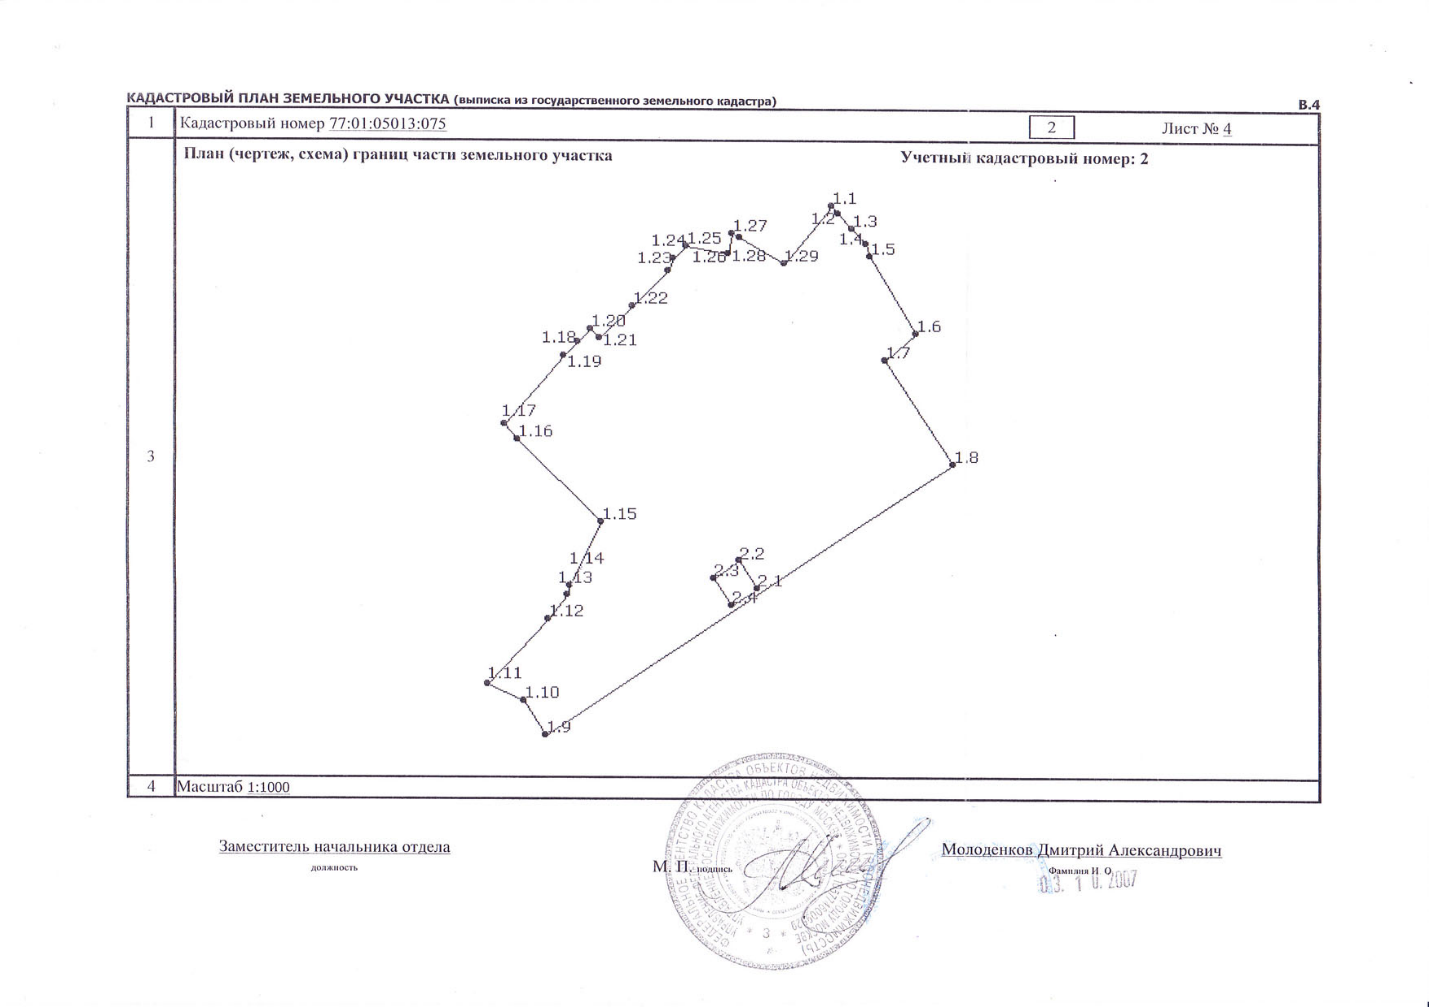 КАДАСТРОВЫЙ ПЛАН ЗЕМЕЛЬНОГО УЧАСТКА (выписка из государственного земельного кадастра)
В.4
1 Кадастровый номер 77:01:05013:075 2 Лист № 4
План (чертеж, схема) границ части земельного участка Учетный кадастровый номер: 2
1.1
1.2 1.3
1.27
1.24 1.25 1.4
1.23 1.26 1.28 1.29 1.5
1.22
1.20 1.6
1.18 1.21
1.19 1.7
1.17
1.16
3 1.8
1.15
1.14 2.2
1.13 2.3 2.1
1.12 2.4
1.11
1.10
1.9
4 Масштаб 1:1000
Заместитель начальника отдела
должность
М. П. подпись
Молоденков Дмитрий Александрович
Фамилия И. О.
03. 10. 2007